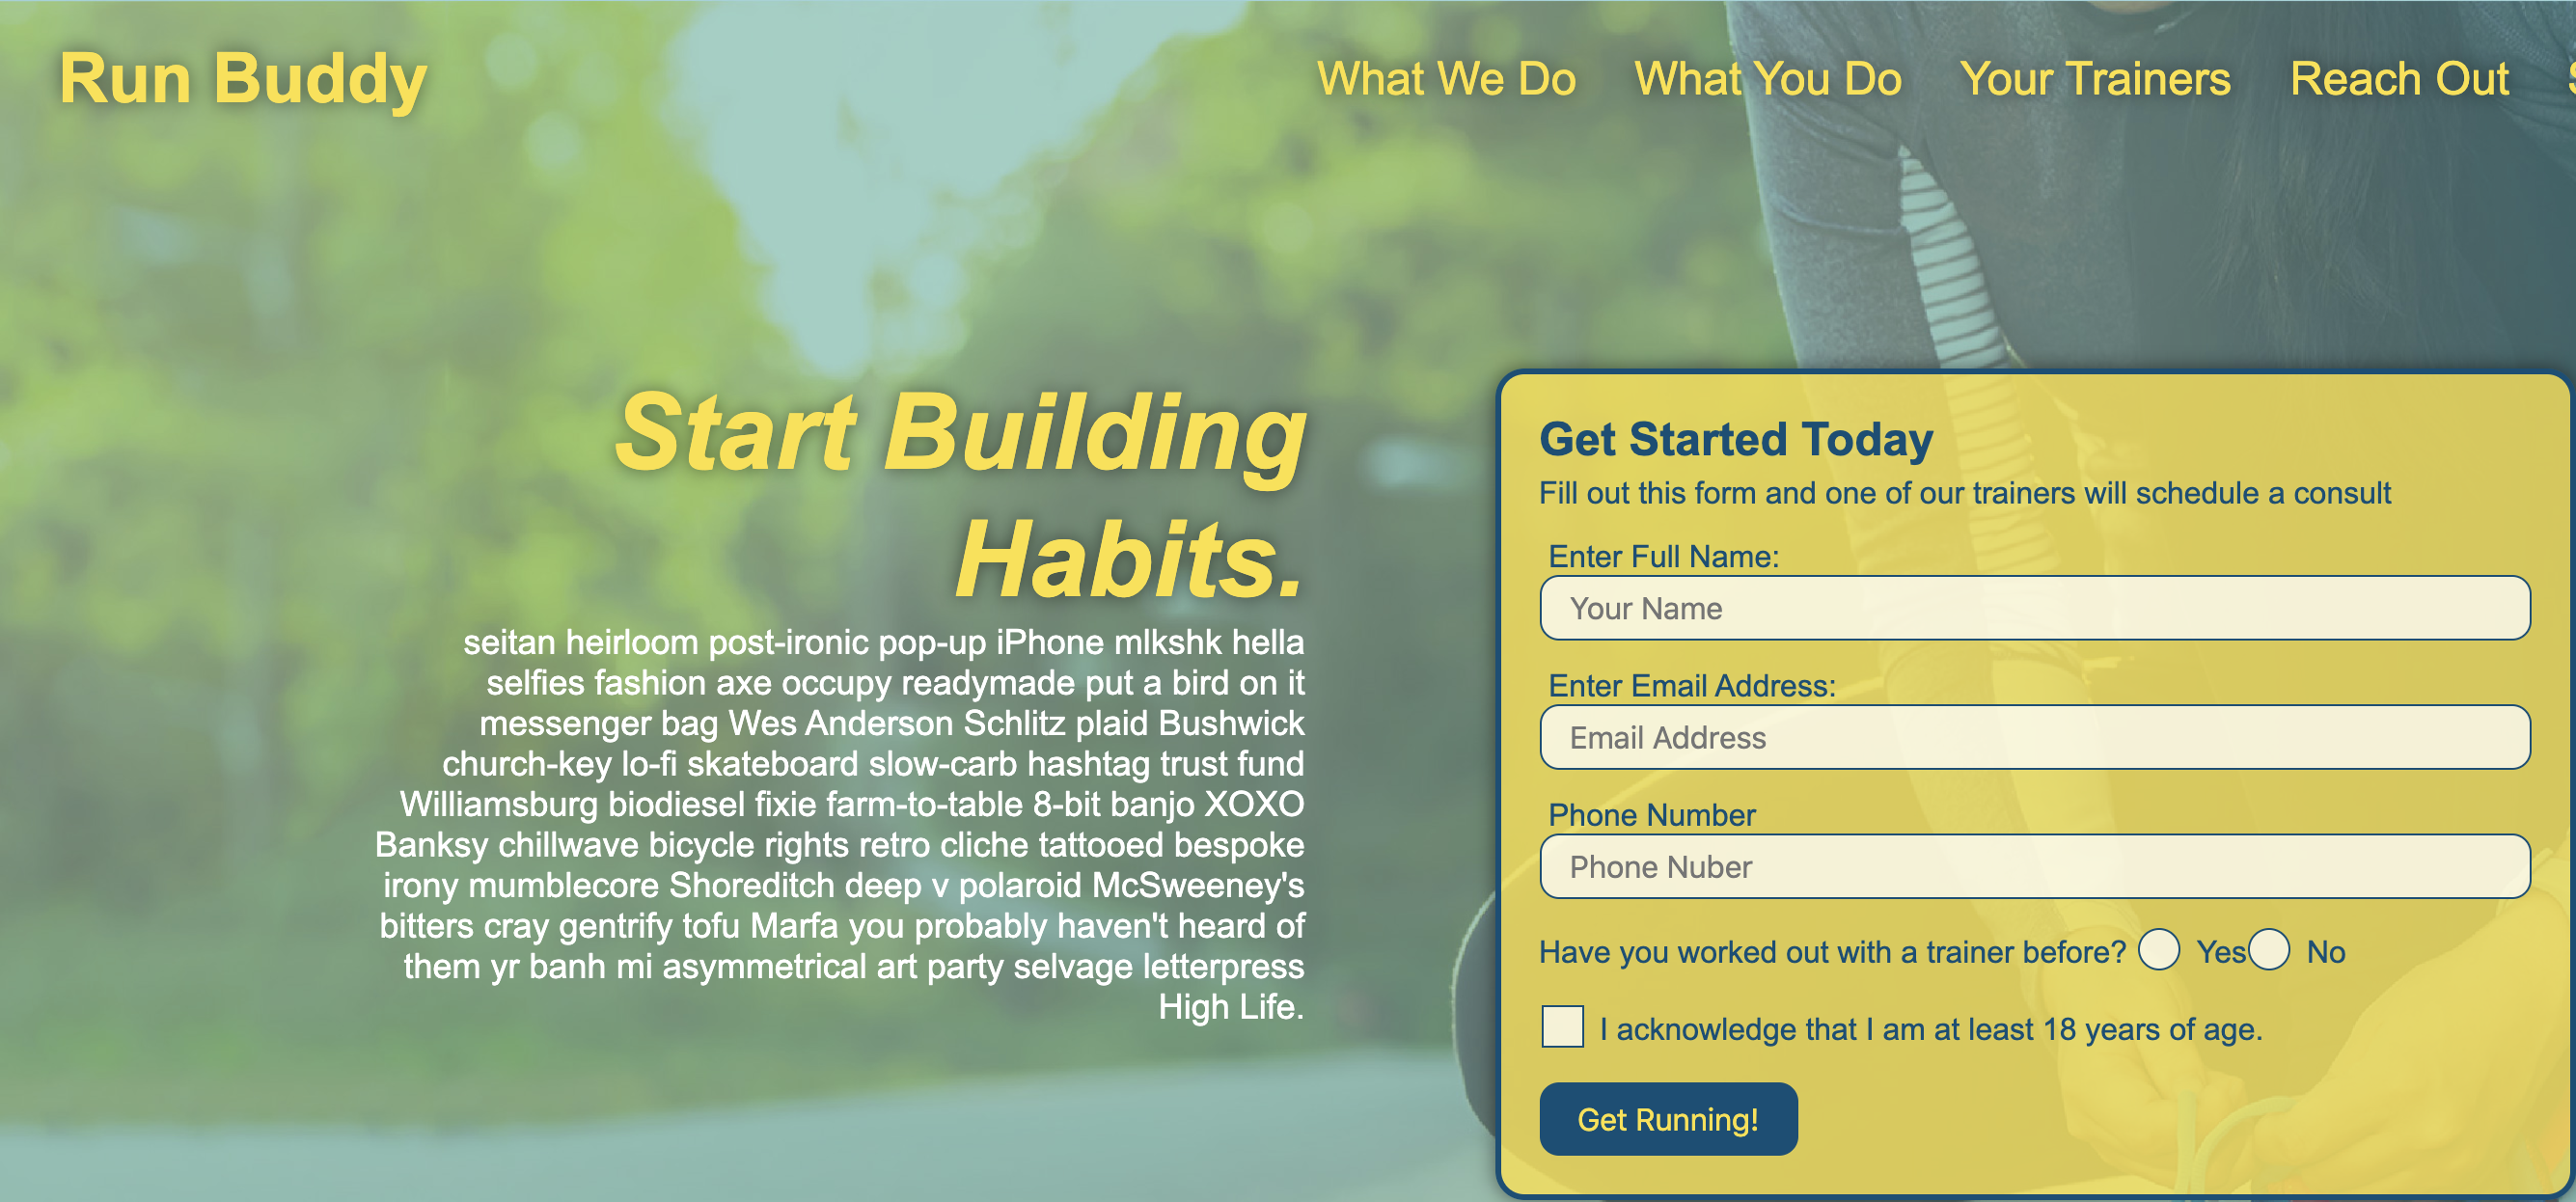 Run Buddy
What We Do What You Do Your Trainers Reach Out
Start Building
Habits.
seitan heirloom post-ironic pop-up iPhone mlkshk hella
selfies fashion axe occupy readymade put a bird on it
messenger bag Wes Anderson Schlitz plaid Bushwick
church-key lo-fi skateboard slow-carb hashtag trust fund
Williamsburg biodiesel fixie farm-to-table 8-bit banjo XOXO
Banksy chillwave bicycle rights retro cliche tattooed bespoke
irony mumblecore Shoreditch deep v polaroid McSweeney's
bitters cray gentrify tofu Marfa you probably haven't heard of
them yr banh mi asymmetrical art party selvage letterpress
High Life.
Get Started Today
Fill out this form and one of our trainers will schedule a consult
Enter Full Name:
Your Name
Enter Email Address:
Email Address
Phone Number
Phone Nuber
Have you worked out with a trainer before? Yes No
I acknowledge that I am at least 18 years of age.
Get Running!